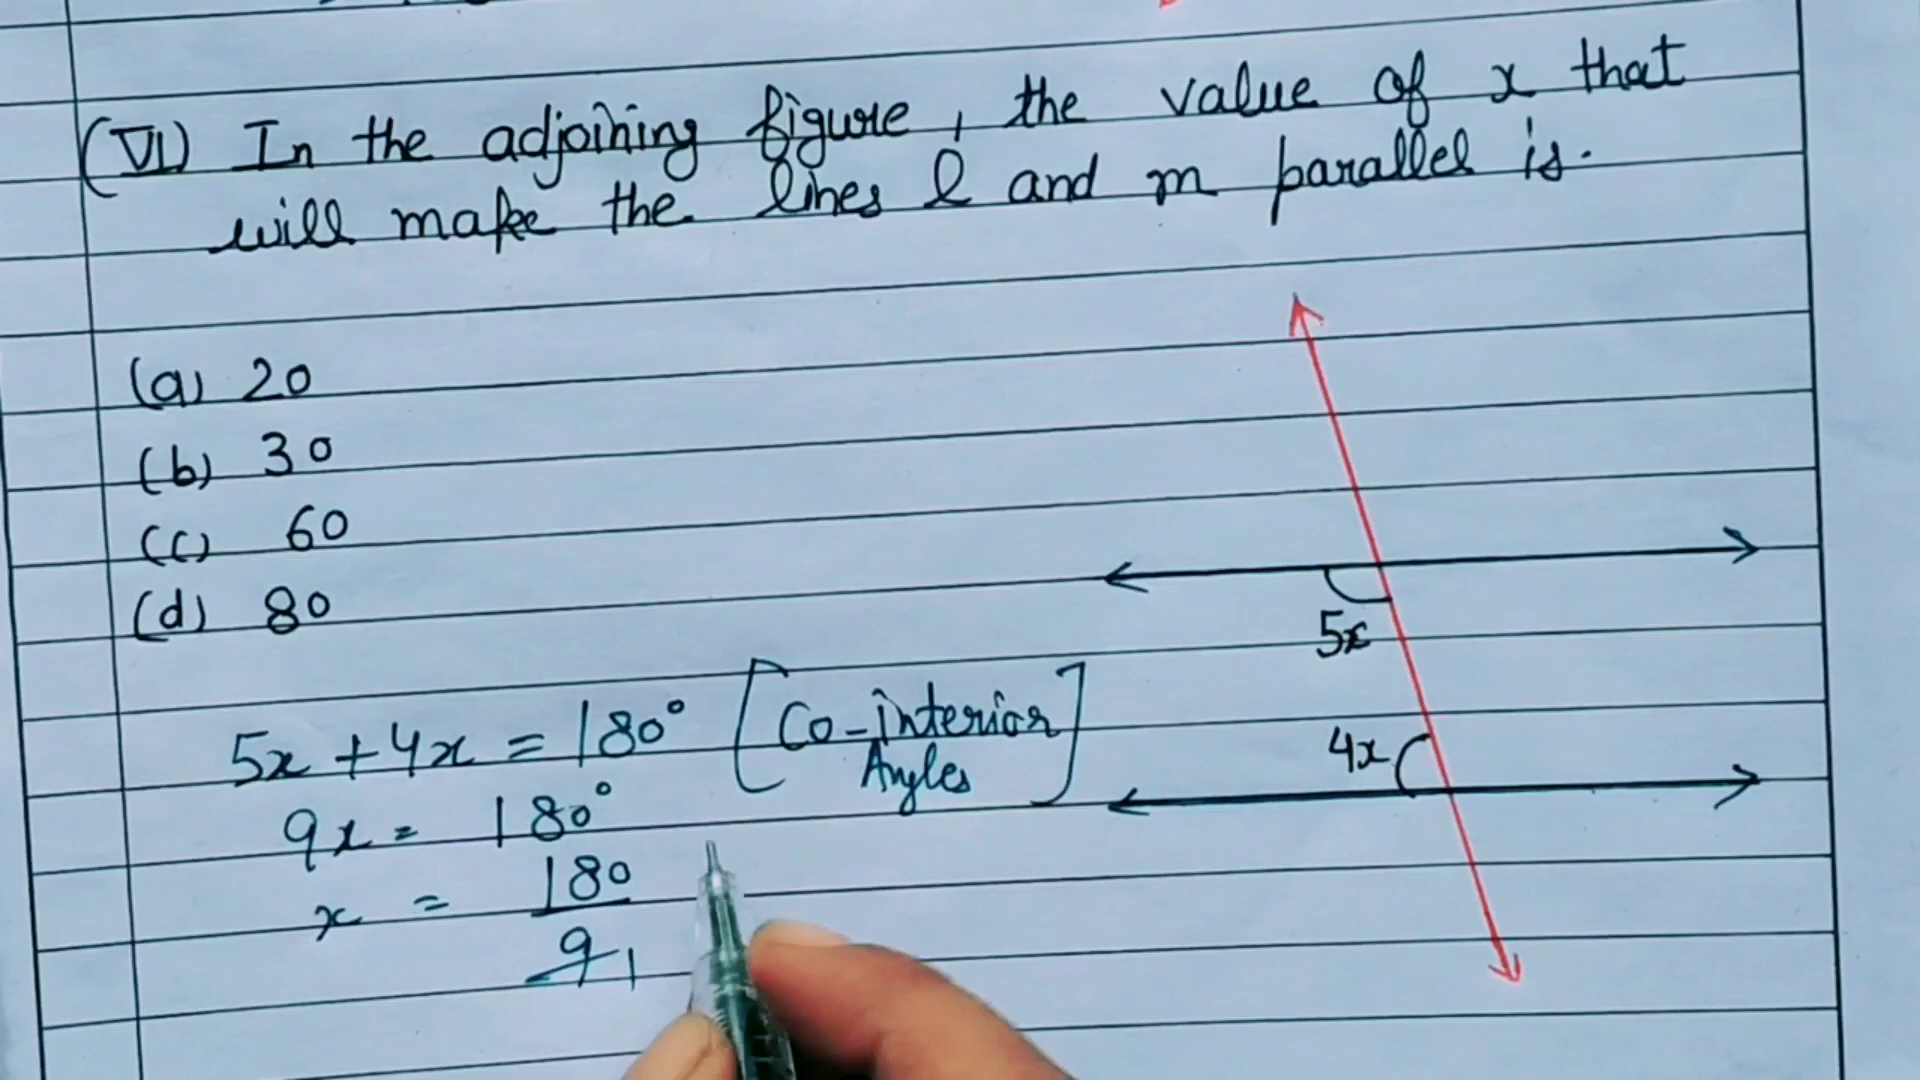 (VI) In the adjoining figure, the value of x that
will make the lines l and m parallel is.
(a) 20
(b) 30
(c) 60
(d) 80
5x
4x
5x + 4x = 180° [Co-interior
Angles]
9x = 180°
x = 180
9 1